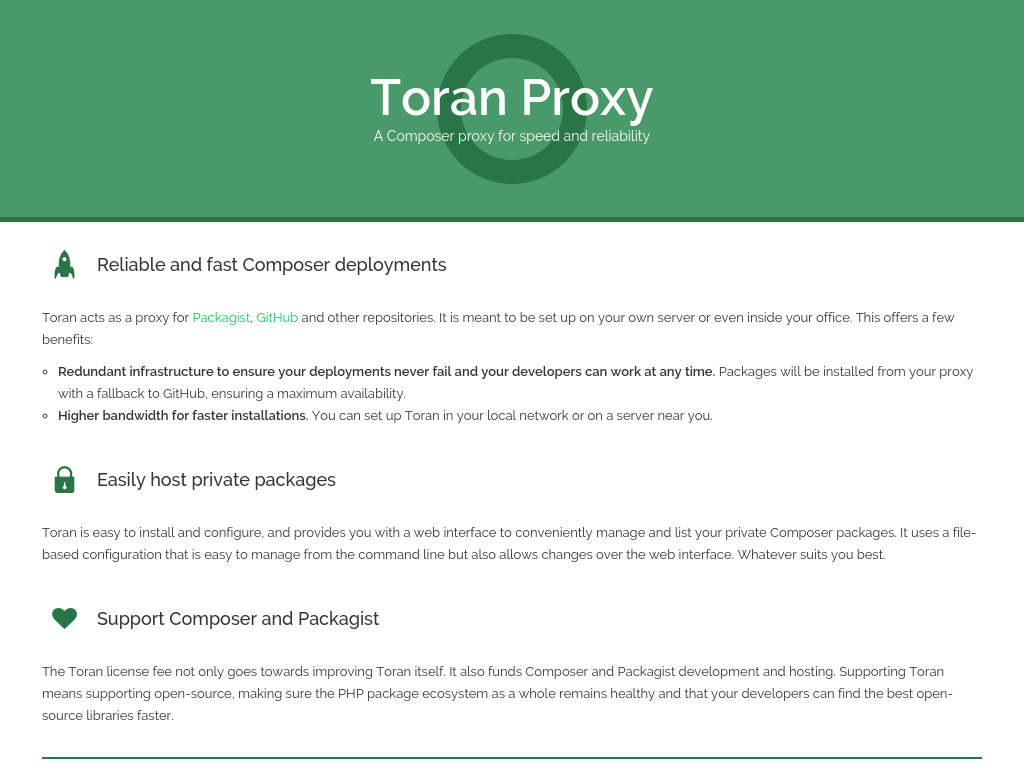 Toran Proxy
A Composer proxy for speed and reliability
Reliable and fast Composer deployments
Toran acts as a proxy for Packagist, GitHub and other repositories. It is meant to be set up on your own server or even inside your office. This offers a few
benefits:
Redundant infrastructure to ensure your deployments never fail and your developers can work at any time. Packages will be installed from your proxy
with a fallback to GitHub, ensuring a maximum availability.
Higher bandwidth for faster installations. You can set up Toran in your local network or on a server near you.
Easily host private packages
Toran is easy to install and configure, and provides you with a web interface to conveniently manage and list your private Composer packages. It uses a file-
based configuration that is easy to manage from the command line but also allows changes over the web interface. Whatever suits you best.
Support Composer and Packagist
The Toran license fee not only goes towards improving Toran itself. It also funds Composer and Packagist development and hosting. Supporting Toran
means supporting open-source, making sure the PHP package ecosystem as a whole remains healthy and that your developers can find the best open-
source libraries faster.